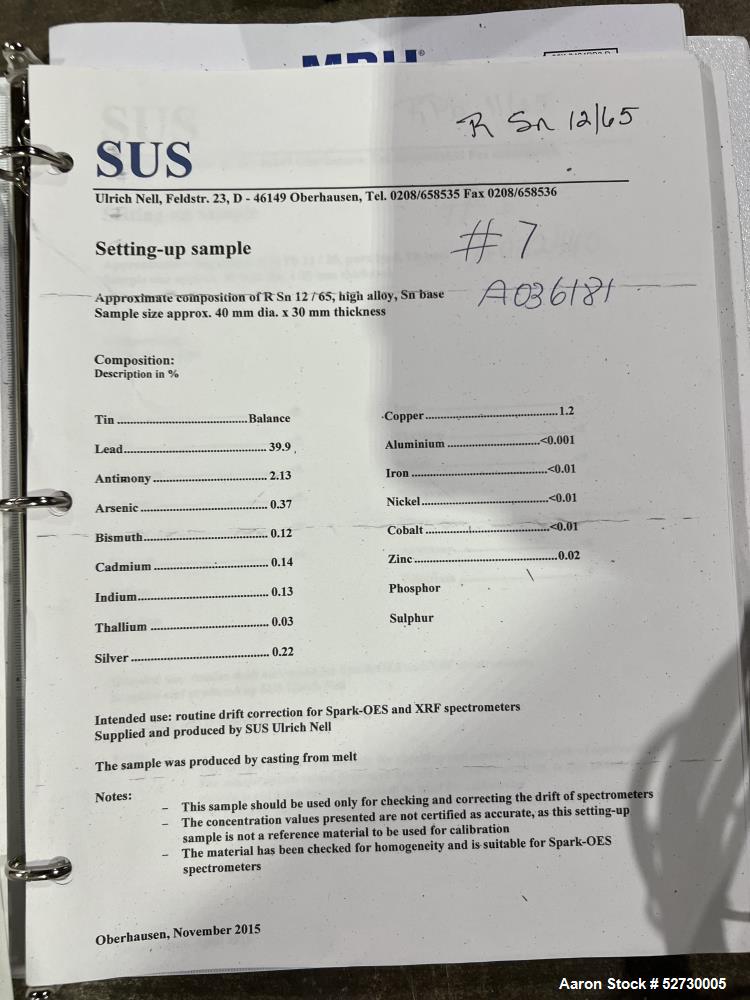 MBH®
R Sn 12/65
SUS
Ulrich Nell, Feldstr. 23, D - 46149 Oberhausen, Tel. 0208/658535 Fax 0208/658536
Setting-up sample
#7
A036181
Approximate composition of R Sn 12 / 65, high alloy, Sn base
Sample size approx. 40 mm dia. x 30 mm thickness
Composition:
Description in %
Tin ............................................Balance
Lead................................................ 39.9
Antimony ...................................... 2.13
Arsenic .......................................... 0.37
Bismuth......................................... 0.12
Cadmium ...................................... 0.14
Indium........................................... 0.13
Thallium ....................................... 0.03
Silver .............................................. 0.22
Copper.............................................1.2
Aluminium ...............................<0.001
Iron .............................................<0.01
Nickel..........................................<0.01
Cobalt .........................................<0.01
Zinc...............................................0.02
Phosphor
Sulphur
Intended use: routine drift correction for Spark-OES and XRF spectrometers
Supplied and produced by SUS Ulrich Nell
The sample was produced by casting from melt
Notes:
– This sample should be used only for checking and correcting the drift of spectrometers
– The concentration values presented are not certified as accurate, as this setting-up
sample is not a reference material to be used for calibration
– The material has been checked for homogeneity and is suitable for Spark-OES
spectrometers
Oberhausen, November 2015
Aaron Stock # 52730005